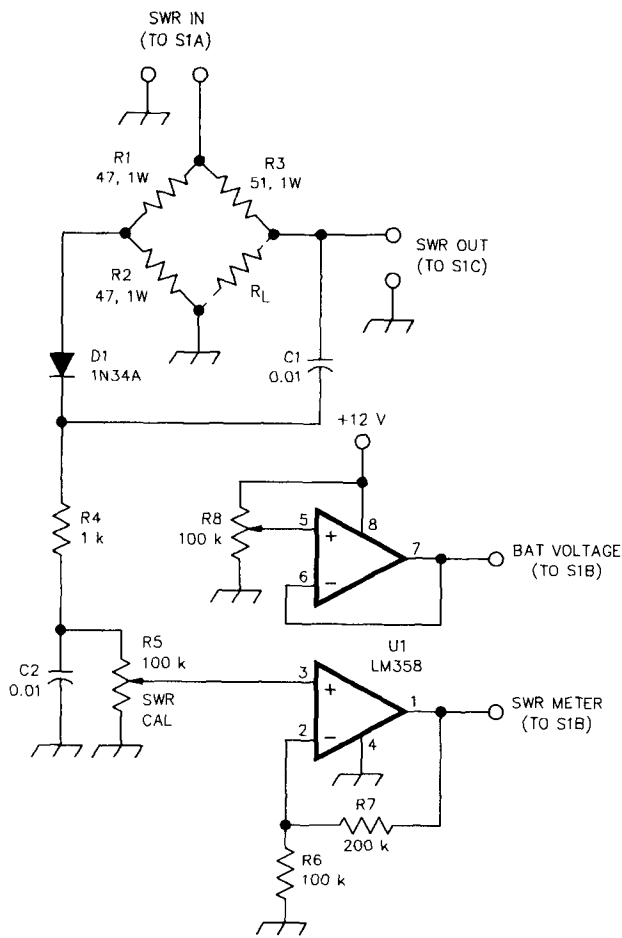 SWR IN
(TO S1A)
R1
47, 1W
R3
51, 1W
R2
47, 1W
RL
SWR OUT
(TO S1C)
D1
1N34A
C1
0.01
+12 V
R4
1 k
R8
100 k
5
+
8
7
6
−
BAT VOLTAGE
(TO S1B)
U1
LM358
R5
100 k
C2
0.01
SWR
CAL
3
+
1
2
−
4
SWR METER
(TO S1B)
R7
200 k
R6
100 k